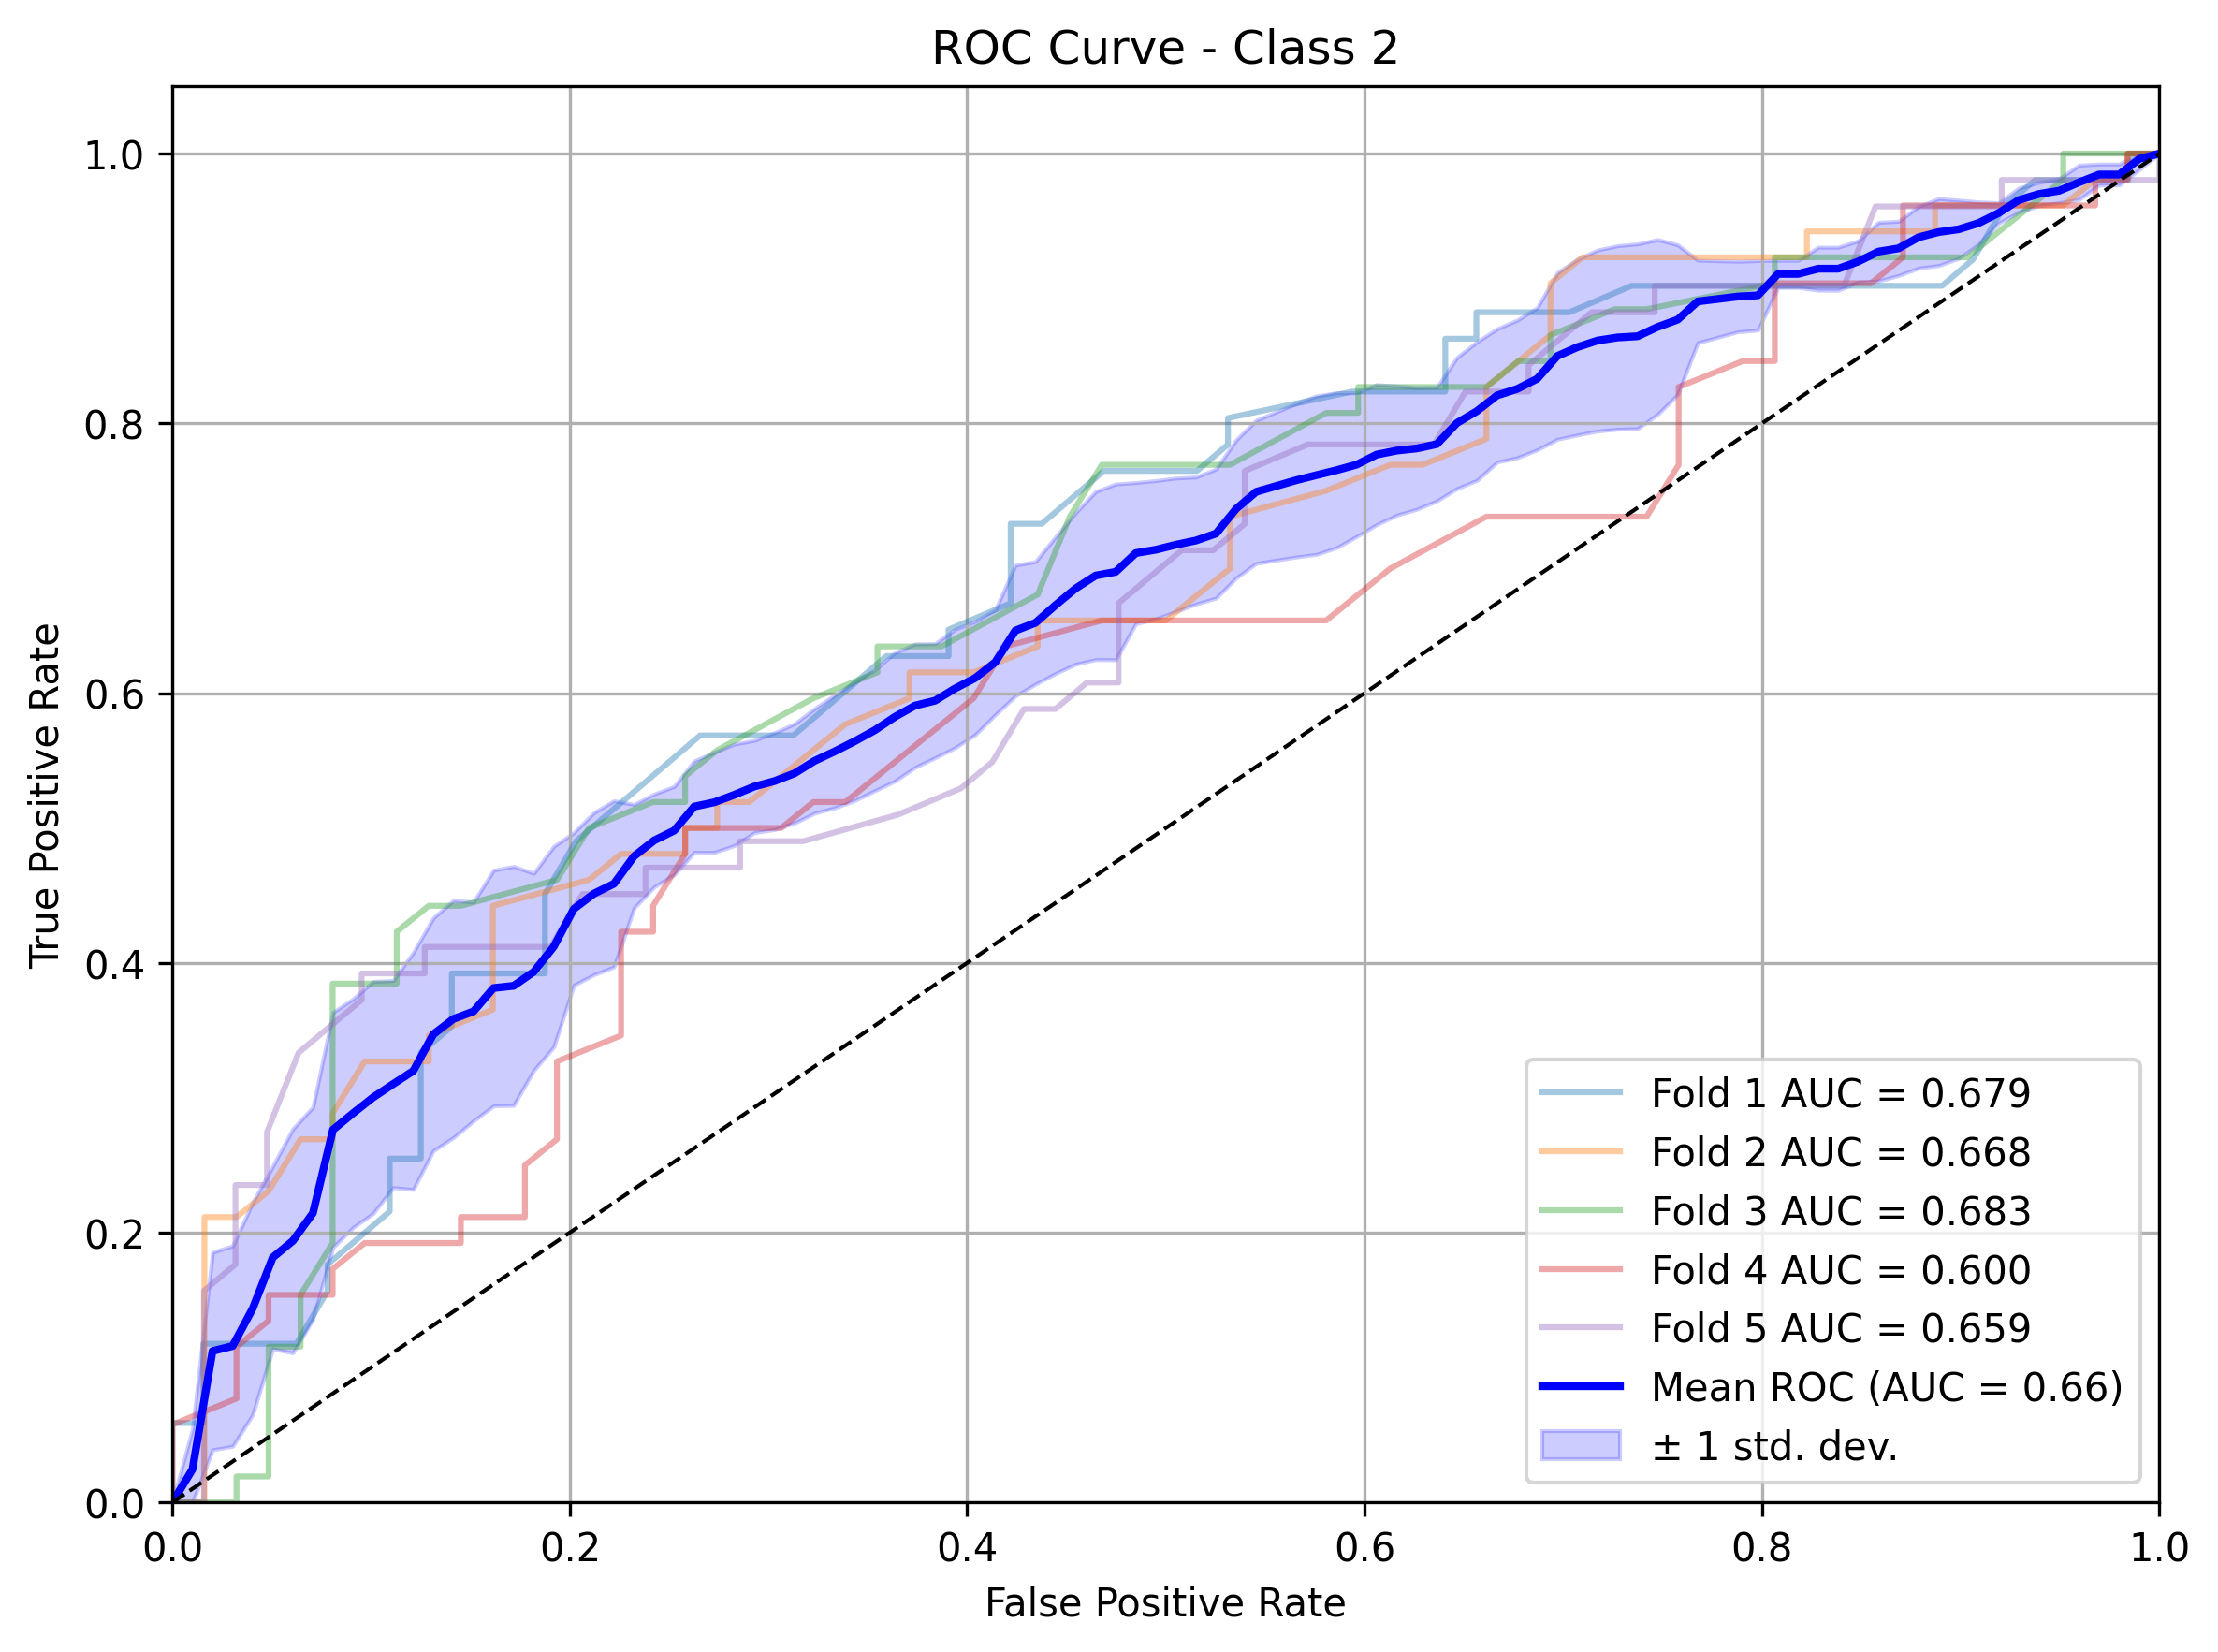 ROC Curve - Class 2
True Positive Rate
1.0
0.8
0.6
0.4
0.2
0.0
0.0 0.2 0.4 0.6 0.8 1.0
False Positive Rate
Fold 1 AUC = 0.679
Fold 2 AUC = 0.668
Fold 3 AUC = 0.683
Fold 4 AUC = 0.600
Fold 5 AUC = 0.659
Mean ROC (AUC = 0.66)
± 1 std. dev.